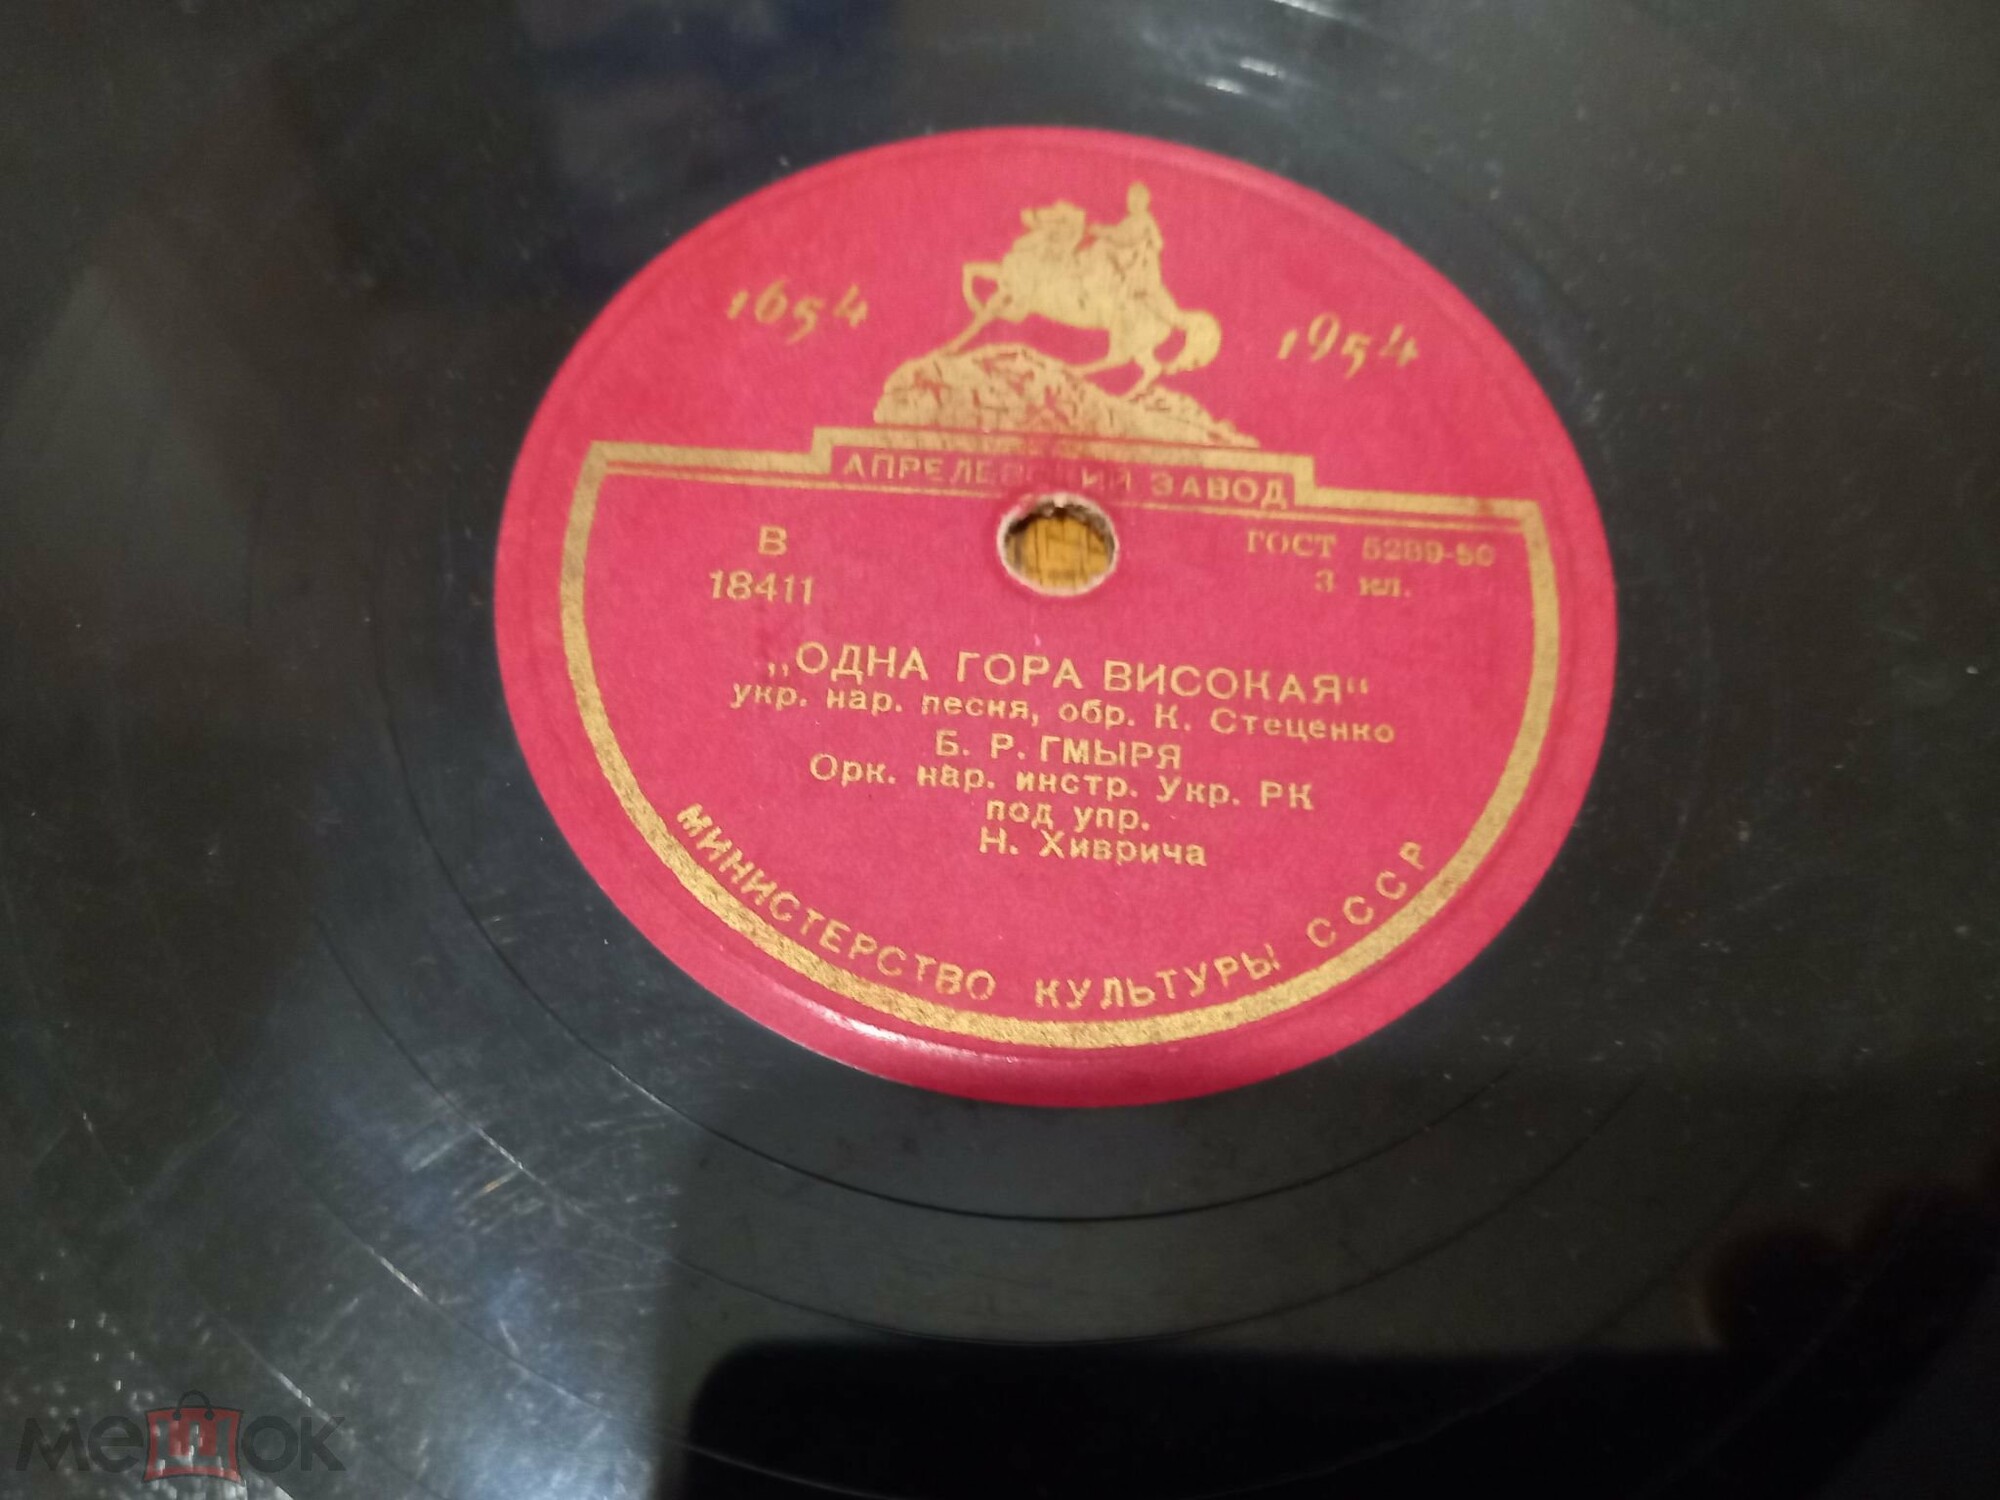 1654 1954
АПРЕЛЕВСКИЙ ЗАВОД
В
18411
ГОСТ 5289-50
3 кл.
„ОДНА ГОРА ВИСОКАЯ“
укр. нар. песня, обр. К. Стеценко
Б. Р. ГМЫРЯ
Орк. нар. инстр. Укр. РК
под упр.
Н. Хиврича
МИНИСТЕРСТВО КУЛЬТУРЫ СССР
мешок